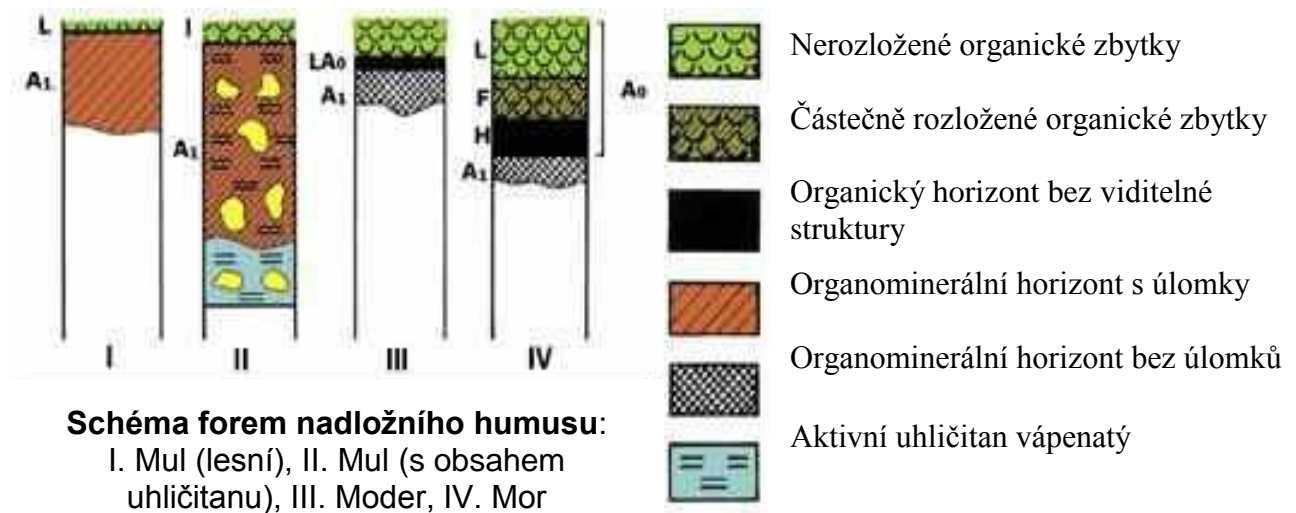 L
A1
I
I
A1
II
LA0
A1
III
L
F
H
A1
A0
IV
Schéma forem nadložního humusu:
I. Mul (lesní), II. Mul (s obsahem
uhličitanu), III. Moder, IV. Mor
Nerozložené organické zbytky
Částečně rozložené organické zbytky
Organický horizont bez viditelné
struktury
Organominerální horizont s úlomky
Organominerální horizont bez úlomků
Aktivní uhličitan vápenatý